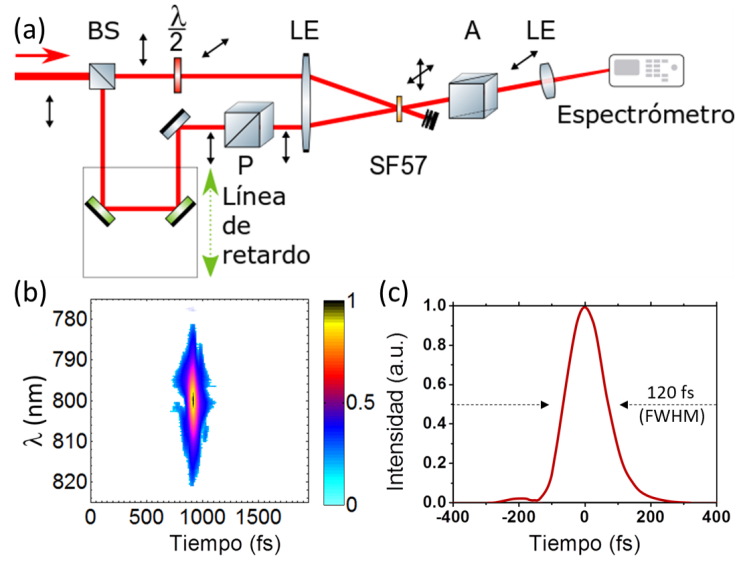 (a)
BS
λ/2
LE
A
LE
Espectrómetro
P
SF57
Línea
de
retardo
(b)
780
790
800
810
820
λ (nm)
0
500
1000
1500
Tiempo (fs)
1
0.5
0
(c)
1.0
0.8
0.6
0.4
0.2
0.0
Intensidad (a.u.)
120 fs
(FWHM)
-400
-200
0
200
400
Tiempo (fs)